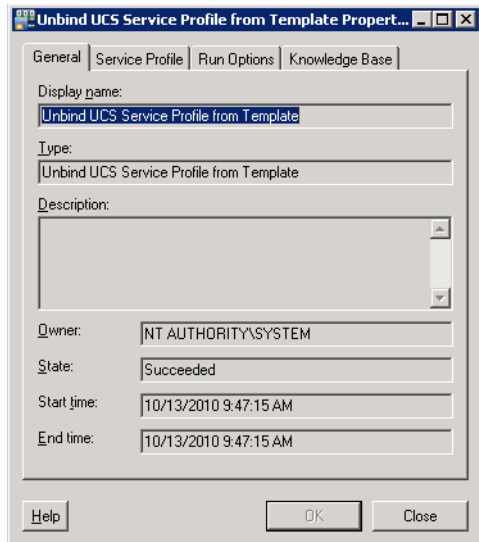 Unbind UCS Service Profile from Template Propert...
General Service Profile Run Options Knowledge Base
Display name:
Unbind UCS Service Profile from Template
Type:
Unbind UCS Service Profile from Template
Description:
Owner: NT AUTHORITY\SYSTEM
State: Succeeded
Start time: 10/13/2010 9:47:15 AM
End time: 10/13/2010 9:47:15 AM
Help OK Close